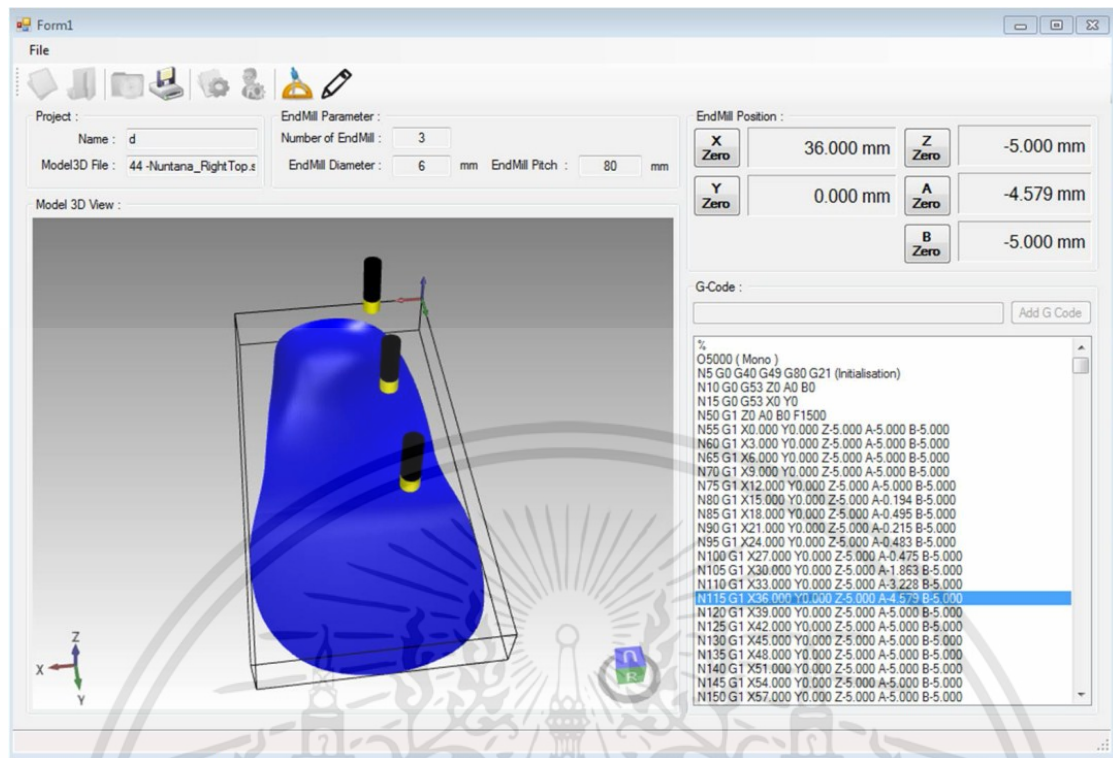 Form1
File
Project :
Name : d
Model3D File : 44 -Nuntana_RightTop.s
EndMill Parameter :
Number of EndMill : 3
EndMill Diameter : 6 mm EndMill Pitch : 80 mm
EndMill Position :
X Zero 36.000 mm Z Zero -5.000 mm
Y Zero 0.000 mm A Zero -4.579 mm
B Zero -5.000 mm
Model 3D View :
Z
X
Y
U
R
G-Code :
Add G Code
%
O5000 ( Mono )
N5 G0 G40 G49 G80 G21 (Initialisation)
N10 G0 G53 Z0 A0 B0
N15 G0 G53 X0 Y0
N50 G1 Z0 A0 B0 F1500
N55 G1 X0.000 Y0.000 Z-5.000 A-5.000 B-5.000
N60 G1 X3.000 Y0.000 Z-5.000 A-5.000 B-5.000
N65 G1 X6.000 Y0.000 Z-5.000 A-5.000 B-5.000
N70 G1 X9.000 Y0.000 Z-5.000 A-5.000 B-5.000
N75 G1 X12.000 Y0.000 Z-5.000 A-5.000 B-5.000
N80 G1 X15.000 Y0.000 Z-5.000 A-0.194 B-5.000
N85 G1 X18.000 Y0.000 Z-5.000 A-0.495 B-5.000
N90 G1 X21.000 Y0.000 Z-5.000 A-0.215 B-5.000
N95 G1 X24.000 Y0.000 Z-5.000 A-0.483 B-5.000
N100 G1 X27.000 Y0.000 Z-5.000 A-0.475 B-5.000
N105 G1 X30.000 Y0.000 Z-5.000 A-1.863 B-5.000
N110 G1 X33.000 Y0.000 Z-5.000 A-3.228 B-5.000
N115 G1 X36.000 Y0.000 Z-5.000 A-4.579 B-5.000
N120 G1 X39.000 Y0.000 Z-5.000 A-5.000 B-5.000
N125 G1 X42.000 Y0.000 Z-5.000 A-5.000 B-5.000
N130 G1 X45.000 Y0.000 Z-5.000 A-5.000 B-5.000
N135 G1 X48.000 Y0.000 Z-5.000 A-5.000 B-5.000
N140 G1 X51.000 Y0.000 Z-5.000 A-5.000 B-5.000
N145 G1 X54.000 Y0.000 Z-5.000 A-5.000 B-5.000
N150 G1 X57.000 Y0.000 Z-5.000 A-5.000 B-5.000